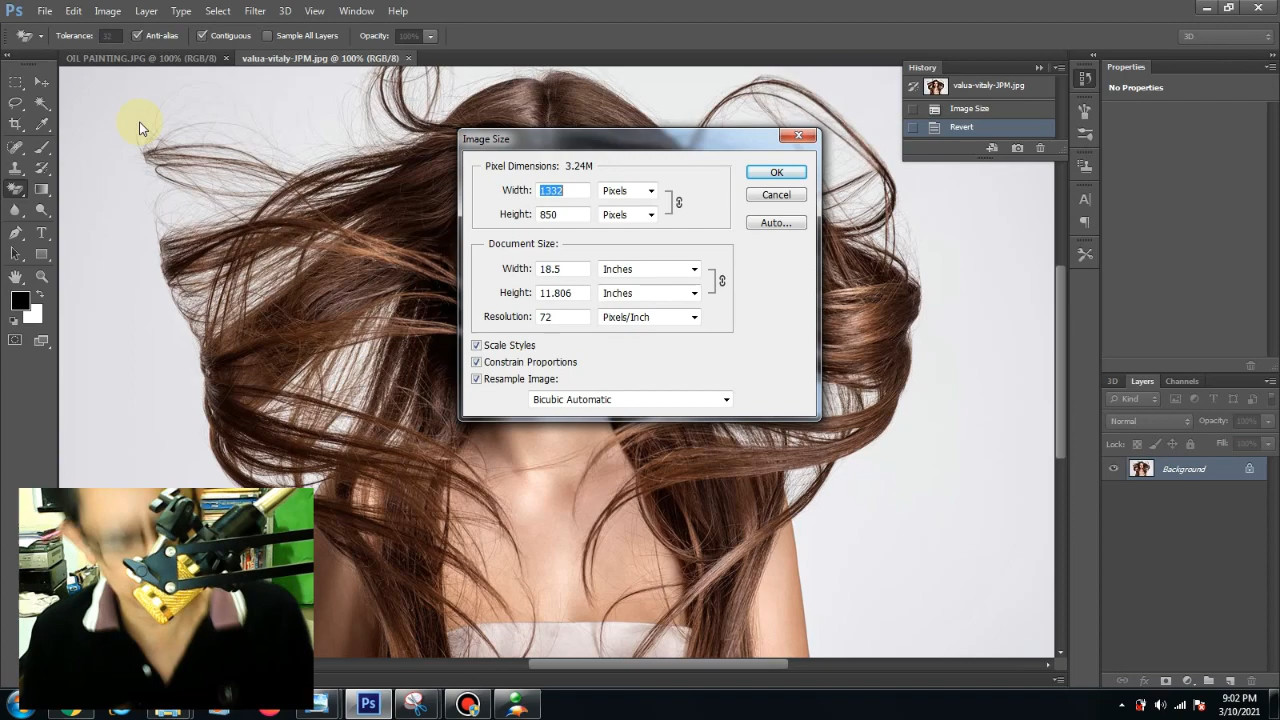 Ps File Edit Image Layer Type Select Filter 3D View Window Help
Tolerance: 32 Anti-alias Contiguous Sample All Layers Opacity: 100% 3D
OIL PAINTING.JPG @ 100% (RGB/8) × valua-vitaly-JPM.jpg @ 100% (RGB/8) ×
History
valua-vitaly-JPM.jpg
Image Size
Revert
Properties
No Properties
Image Size
Pixel Dimensions: 3.24M
Width: 1332 Pixels
Height: 850 Pixels
OK
Cancel
Auto...
Document Size:
Width: 18.5 Inches
Height: 11.806 Inches
Resolution: 72 Pixels/Inch
Scale Styles
Constrain Proportions
Resample Image:
Bicubic Automatic
3D Layers Channels
Kind
Normal Opacity: 100%
Lock: Fill: 100%
Background
Ps
9:02 PM
3/10/2021